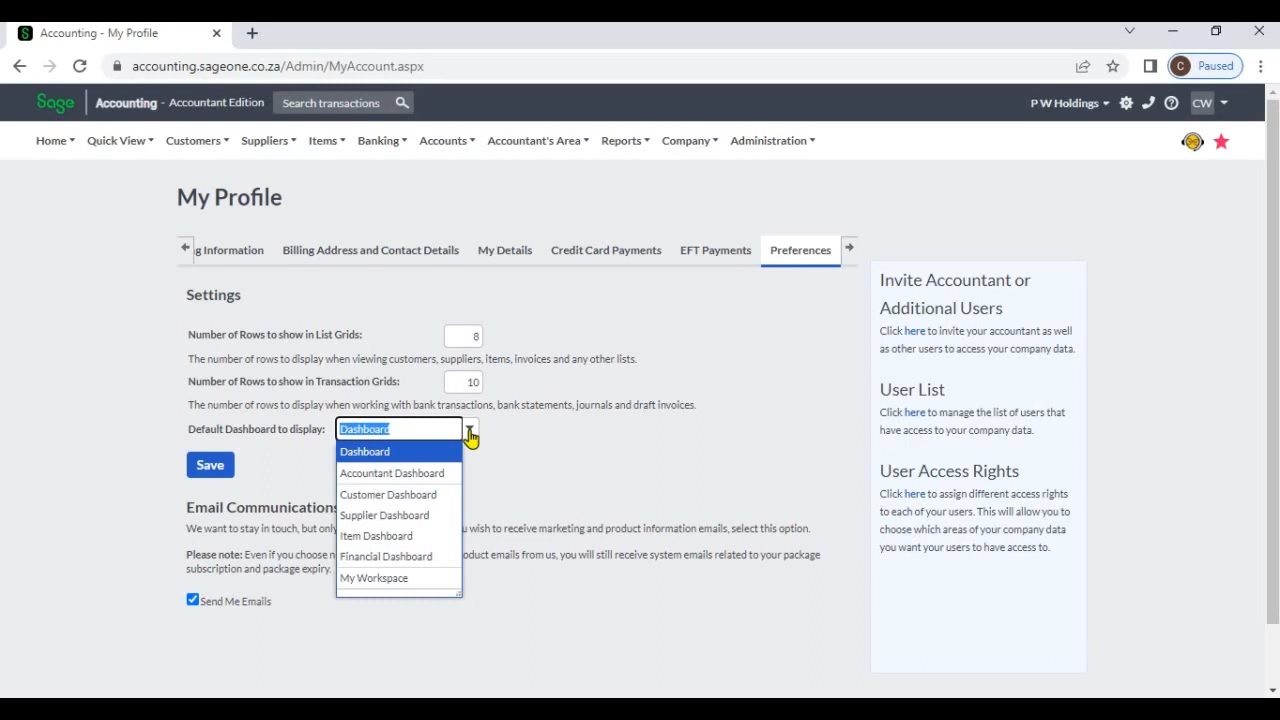 Accounting - My Profile
accounting.sageone.co.za/Admin/MyAccount.aspx
C Paused
Sage Accounting - Accountant Edition Search transactions P W Holdings CW
Home Quick View Customers Suppliers Items Banking Accounts Accountant's Area Reports Company Administration
My Profile
g Information Billing Address and Contact Details My Details Credit Card Payments EFT Payments Preferences
Settings
Number of Rows to show in List Grids: 8
The number of rows to display when viewing customers, suppliers, items, invoices and any other lists.
Number of Rows to show in Transaction Grids: 10
The number of rows to display when working with bank transactions, bank statements, journals and draft invoices.
Default Dashboard to display: Dashboard
Dashboard
Accountant Dashboard
Customer Dashboard
Supplier Dashboard
Item Dashboard
Financial Dashboard
My Workspace
Save
Email Communications
We want to stay in touch, but only you wish to receive marketing and product information emails, select this option.
Please note: Even if you choose n oduct emails from us, you will still receive system emails related to your package
subscription and package expiry.
Send Me Emails
Invite Accountant or
Additional Users
Click here to invite your accountant as well
as other users to access your company data.
User List
Click here to manage the list of users that
have access to your company data.
User Access Rights
Click here to assign different access rights
to each of your users. This will allow you to
choose which areas of your company data
you want your users to have access to.